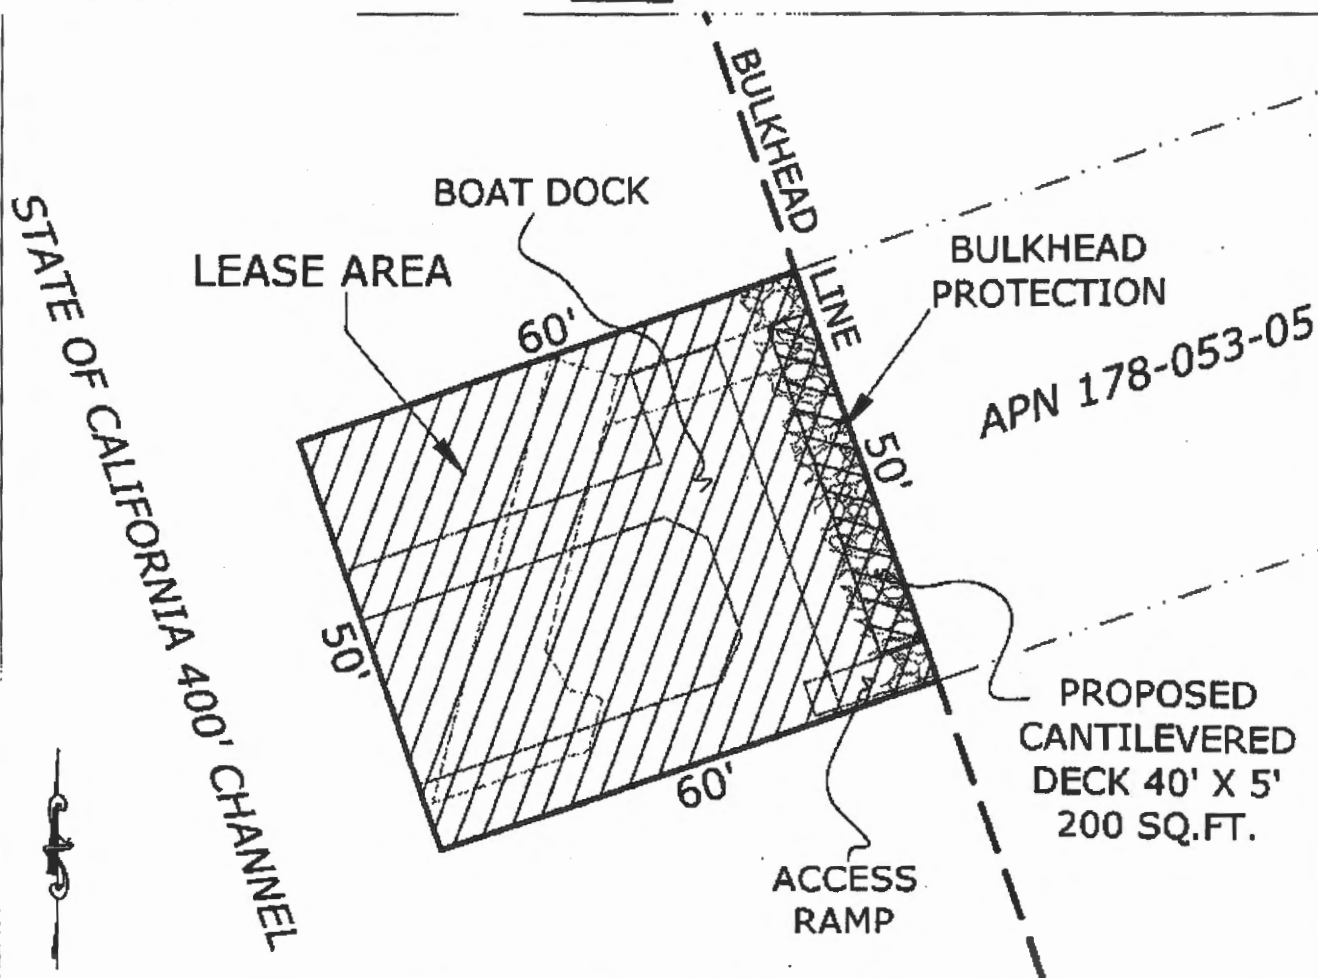 BULKHEAD LINE
BOAT DOCK
LEASE AREA
BULKHEAD
PROTECTION
STATE OF CALIFORNIA 400' CHANNEL
60'
APN 178-053-05
50'
50'
60'
PROPOSED
CANTILEVERED
DECK 40' X 5'
200 SQ.FT.
ACCESS
RAMP